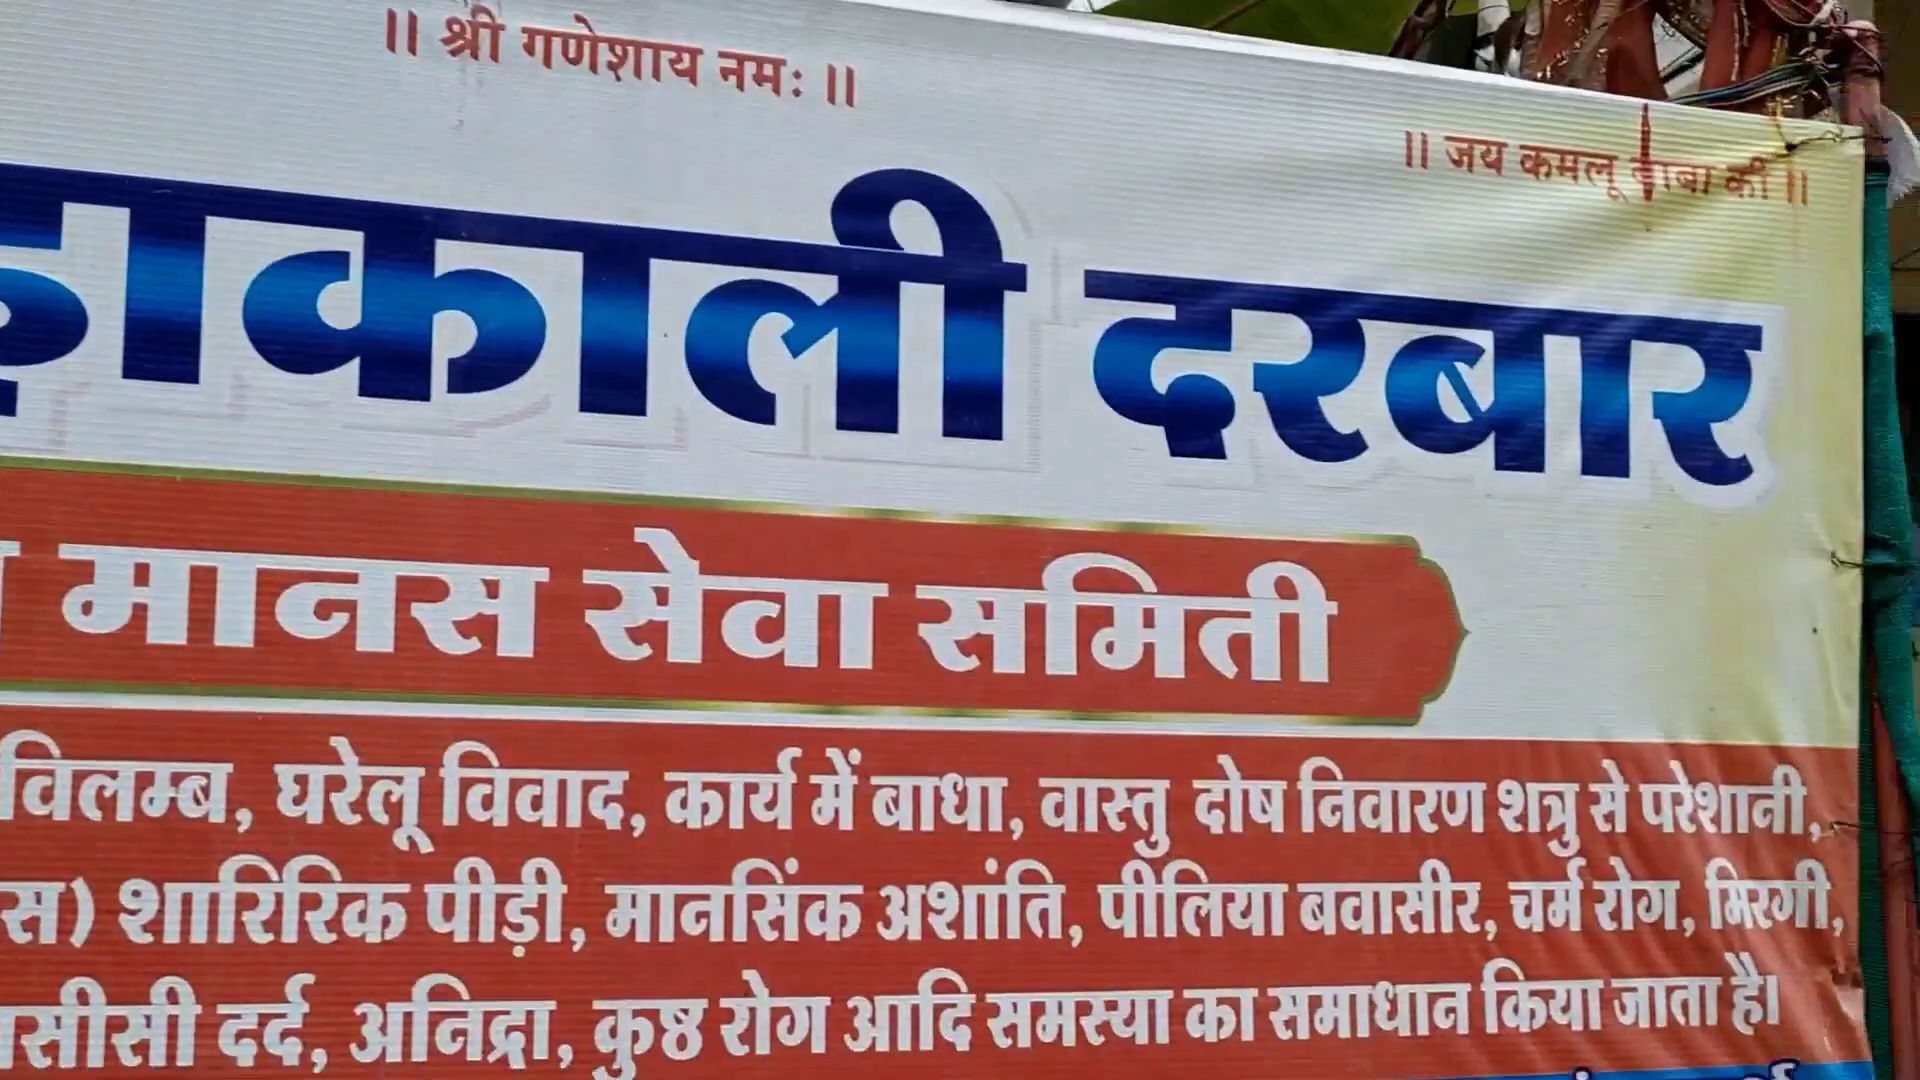 ।। श्री गणेशाय नमः ।।
।। जय कमलू बाबा की ।।
हाकाली दरबार
मानस सेवा समिती
विलम्ब, घरेलू विवाद, कार्य में बाधा, वास्तु दोष निवारण शत्रु से परेशानी,
स) शारिरिक पीड़ी, मानसिंक अशांति, पीलिया बवासीर, चर्म रोग, मिरगी,
सीसी दर्द, अनिद्रा, कुष्ठ रोग आदि समस्या का समाधान किया जाता है।